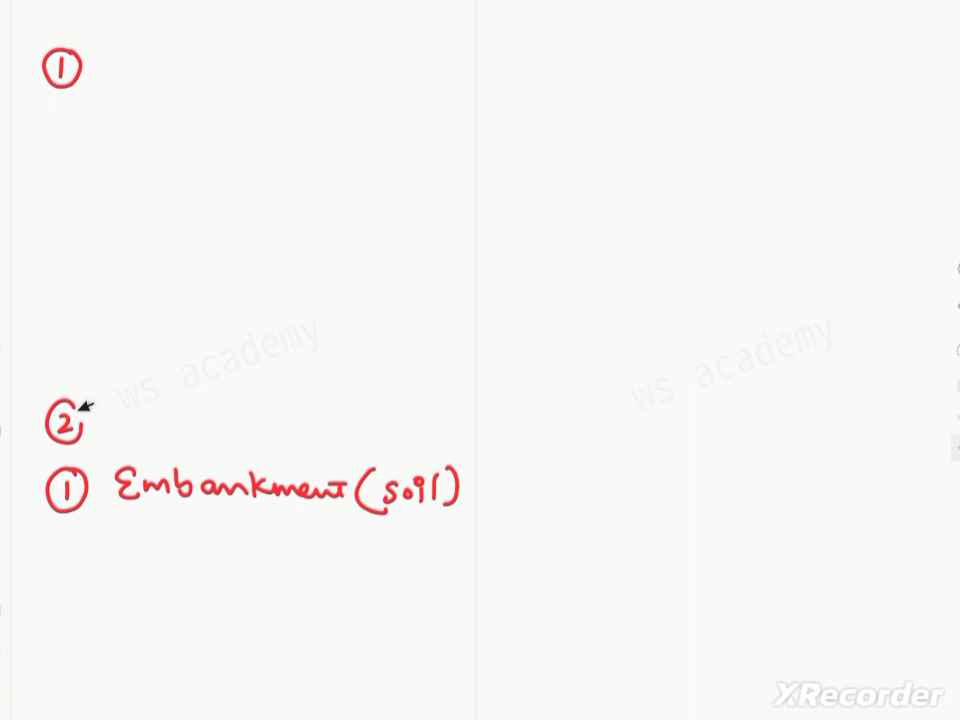 ①
ws academy ws academy
②
① Embankment (soil)
XRecorder